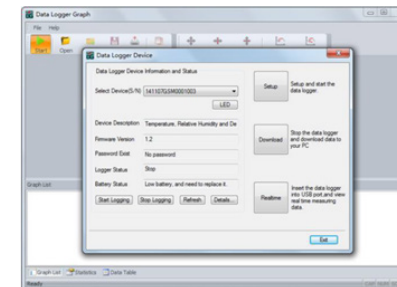 Data Logger Graph
File Help
Start Open
Data Logger Device
Data Logger Device Information and Status
Select Device(S/N)
LED
Device Description Temperature, Relative Humidity and De
Firmware Version 1.2
Password Exist No password
Logger Status Stop
Battery Status Low battery, and need to replace it.
Start Logging Stop Logging Refresh Details...
Setup Setup and start the
data logger.
Download Stop the data logger
and download data to
your PC
Realtime Insert the data logger
into USB port,and view
real time measuring
data.
Exit
Graph List
Graph List Statistics Data Table
Ready